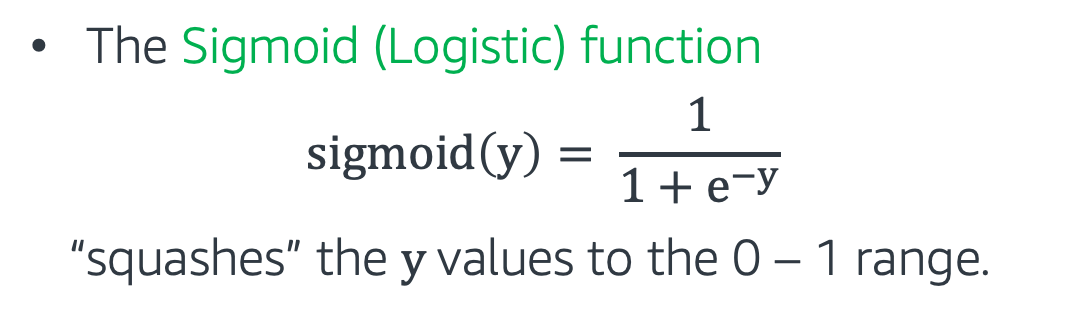 • The Sigmoid (Logistic) function
sigmoid(y) = 1 / (1 + e^−y)
“squashes” the y values to the 0 – 1 range.